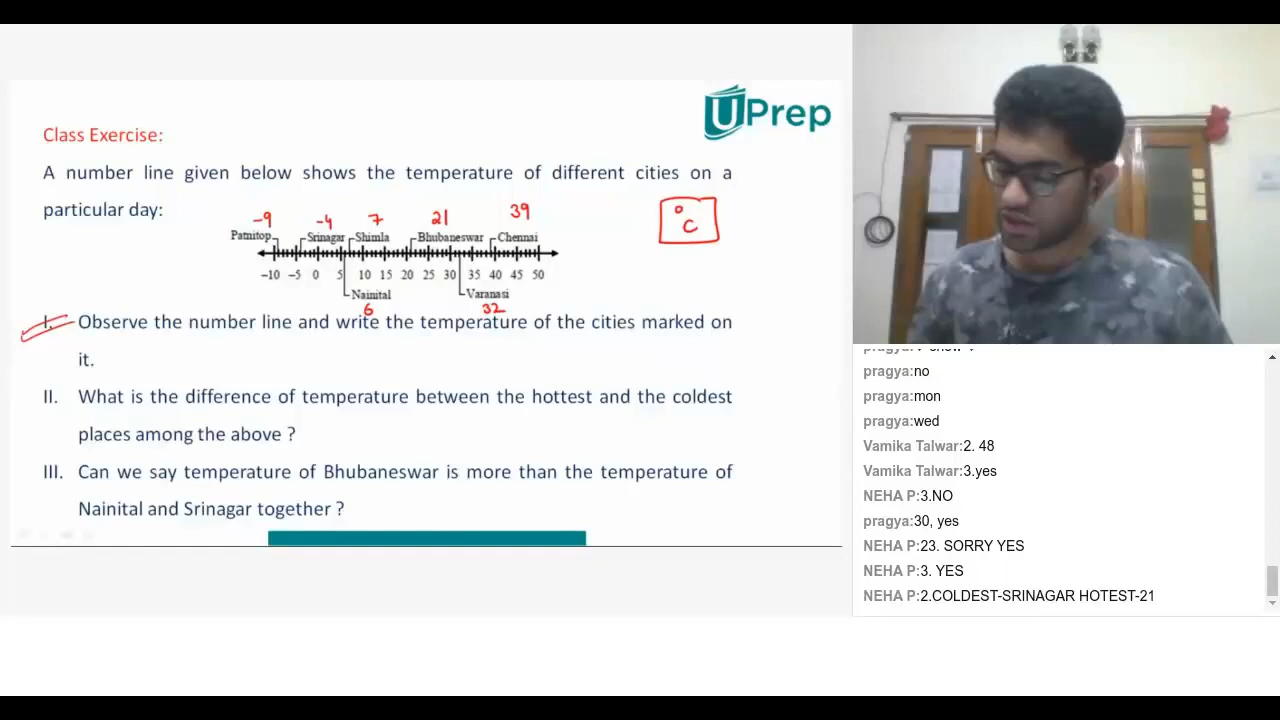 UPrep
Class Exercise:
A number line given below shows the temperature of different cities on a
particular day:
-9 -4 7 21 39
°C
Patnitop Srinagar Shimla Bhubaneswar Chennai
–10 –5 0 5 10 15 20 25 30 35 40 45 50
Nainital Varanasi
6 32
I. Observe the number line and write the temperature of the cities marked on
it.
II. What is the difference of temperature between the hottest and the coldest
places among the above ?
III. Can we say temperature of Bhubaneswar is more than the temperature of
Nainital and Srinagar together ?
pragya:
pragya:no
pragya:mon
pragya:wed
Vamika Talwar:2. 48
Vamika Talwar:3.yes
NEHA P:3.NO
pragya:30, yes
NEHA P:23. SORRY YES
NEHA P:3. YES
NEHA P:2.COLDEST-SRINAGAR HOTEST-21